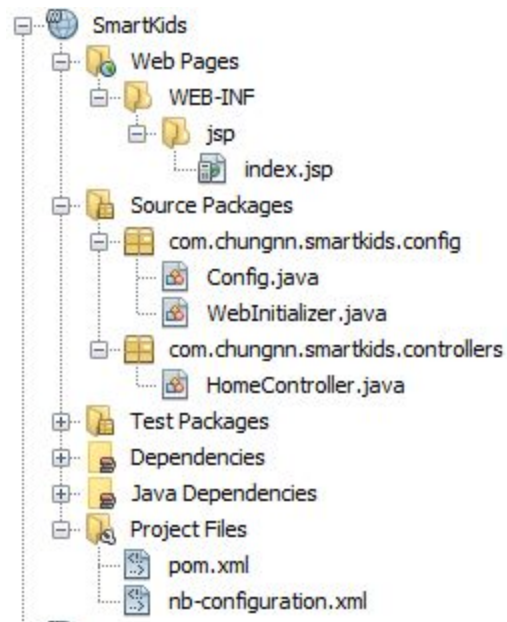 SmartKids
Web Pages
WEB-INF
jsp
index.jsp
Source Packages
com.chungnn.smartkids.config
Config.java
WebInitializer.java
com.chungnn.smartkids.controllers
HomeController.java
Test Packages
Dependencies
Java Dependencies
Project Files
pom.xml
nb-configuration.xml